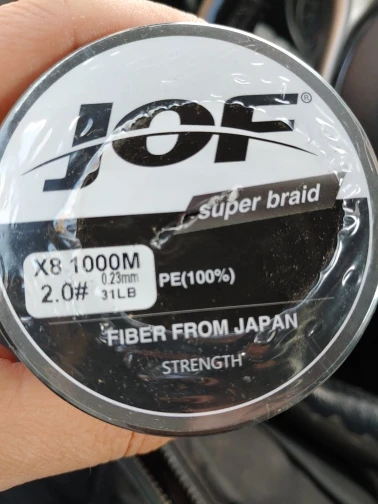 JOF®
super braid
X8 1000M
2.0# 0.23mm 31LB
PE(100%)
FIBER FROM JAPAN
STRENGTH